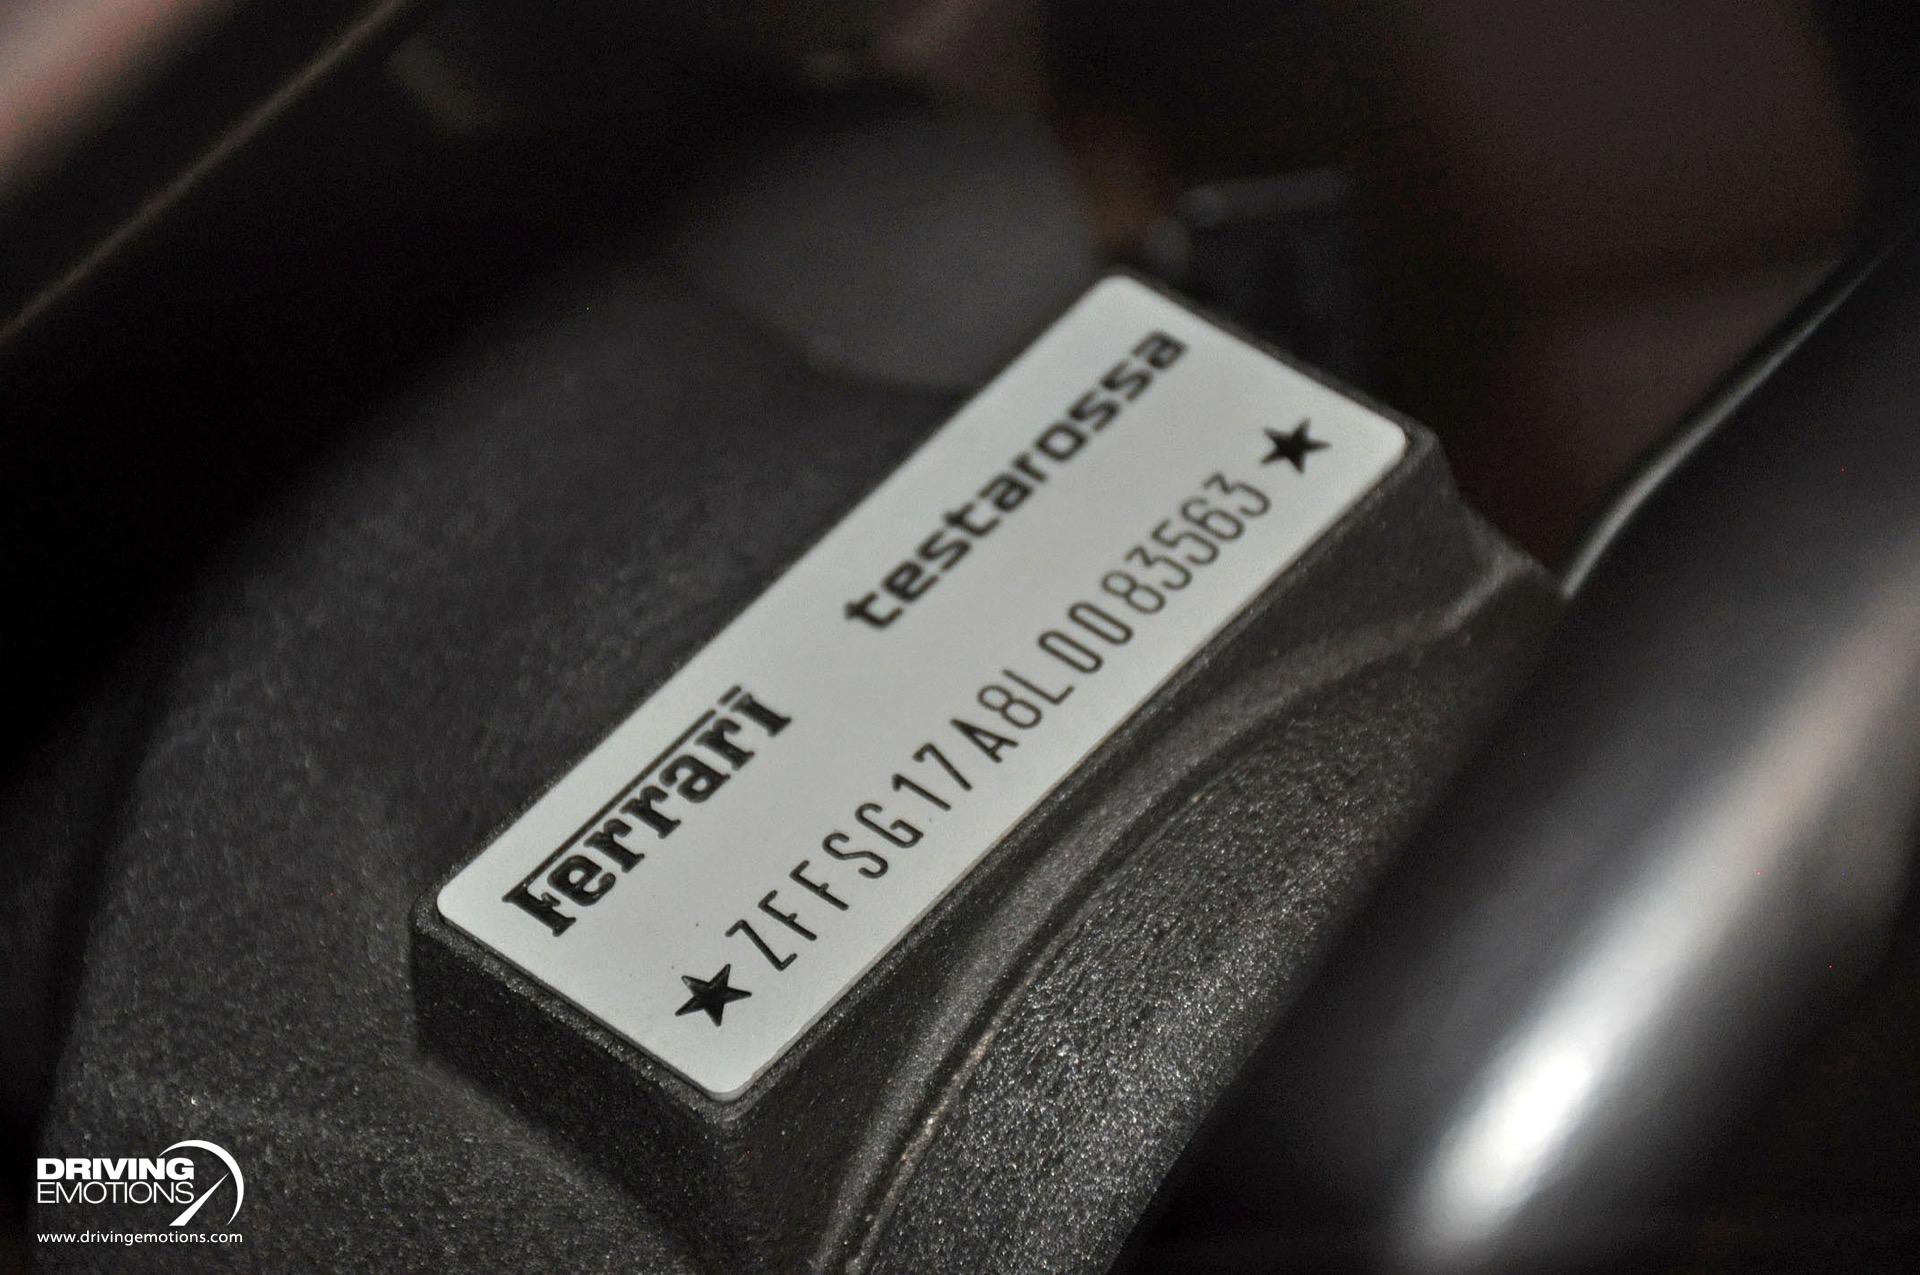 Ferrari testarossa
★ZFFSG17A8L0083563★
DRIVING
EMOTIONS
www.drivingemotions.com